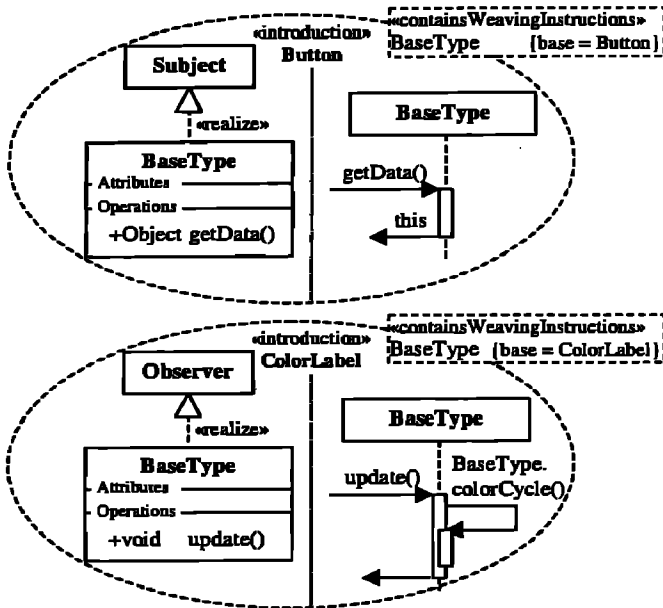 «containsWeavingInstructions»
BaseType {base = Button}
«introduction»
Button
Subject
«realize»
BaseType
Attributes
Operations
+Object getData()
BaseType
getData()
this
«containsWeavingInstructions»
BaseType {base = ColorLabel}
«introduction»
ColorLabel
Observer
«realize»
BaseType
Attributes
Operations
+void update()
BaseType
update()
BaseType.
colorCycle()